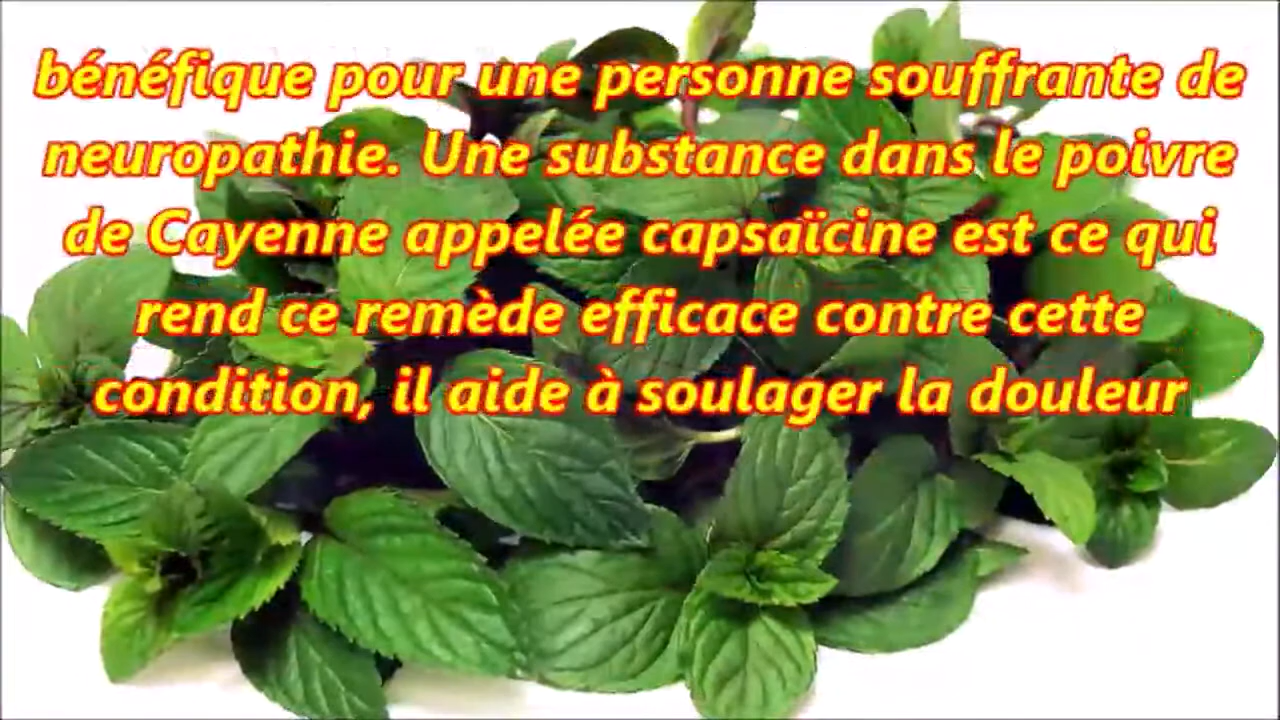 bénéfique pour une personne souffrante de
neuropathie. Une substance dans le poivre
de Cayenne appelée capsaïcine est ce qui
rend ce remède efficace contre cette
condition, il aide à soulager la douleur